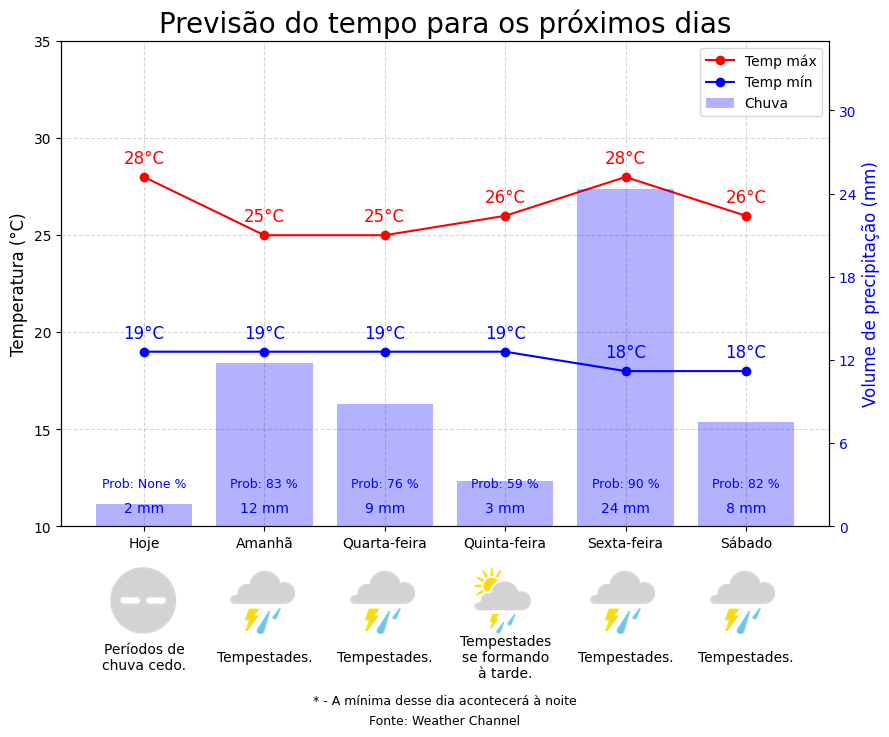 Previsão do tempo para os próximos dias
Temperatura (°C)
35
30
25
20
15
10
Temp máx
Temp mín
Chuva
Volume de precipitação (mm)
30
24
18
12
6
0
28°C 25°C 25°C 26°C 28°C 26°C
19°C 19°C 19°C 19°C 18°C 18°C
Prob: None % Prob: 83 % Prob: 76 % Prob: 59 % Prob: 90 % Prob: 82 %
2 mm 12 mm 9 mm 3 mm 24 mm 8 mm
Hoje Amanhã Quarta-feira Quinta-feira Sexta-feira Sábado
Períodos de
chuva cedo.
Tempestades.
Tempestades.
Tempestades
se formando
à tarde.
Tempestades.
Tempestades.
* - A mínima desse dia acontecerá à noite
Fonte: Weather Channel